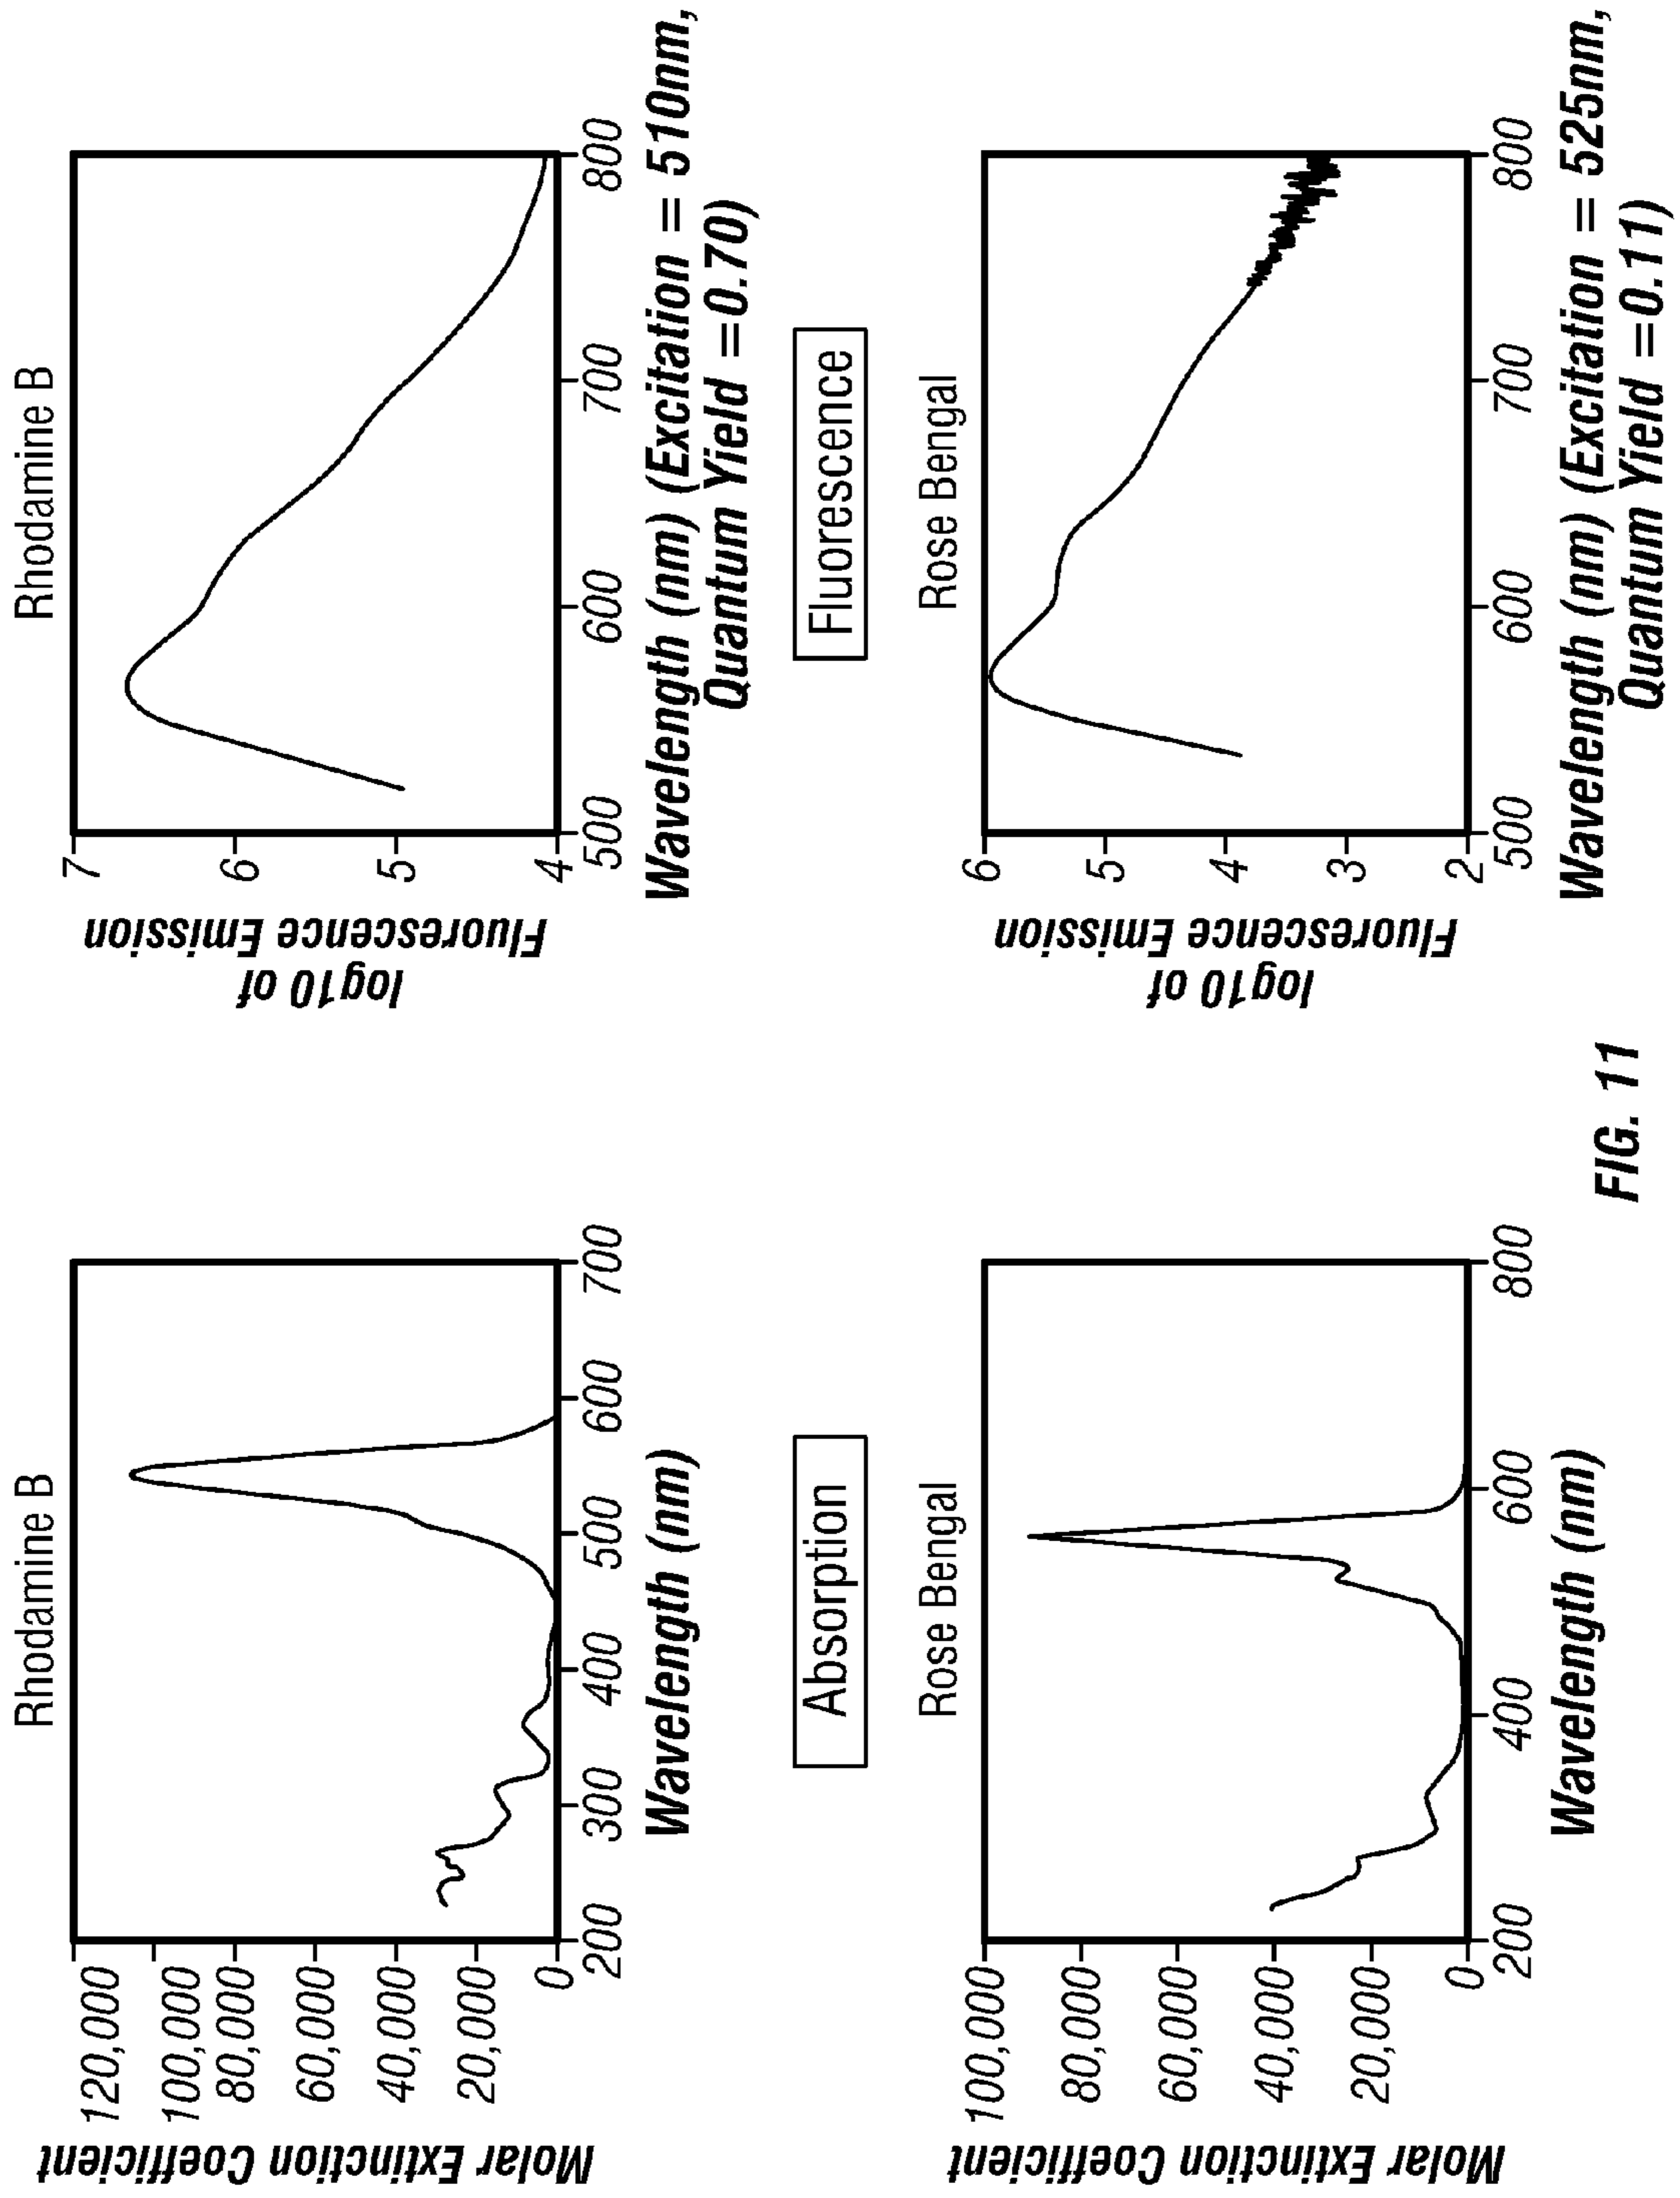 Rhodamine B
Molar Extinction
Coefficient
120,000
100,000
80,000
60,000
40,000
20,000
0
200
300
400
500
600
700
Wavelength (nm)
Rhodamine B
log10 of
Fluorescence Emission
7
6
5
4
500
600
700
800
Wavelength (nm) (Excitation = 510nm,
Quantum Yield =0.70)
Absorption
Fluorescence
Rose Bengal
Molar Extinction
Coefficient
100,000
80,000
60,000
40,000
20,000
0
200
400
600
800
Wavelength (nm)
Rose Bengal
log10 of
Fluorescence Emission
6
5
4
3
2
500
600
700
800
Wavelength (nm) (Excitation = 525nm,
Quantum Yield =0.11)
FIG. 11